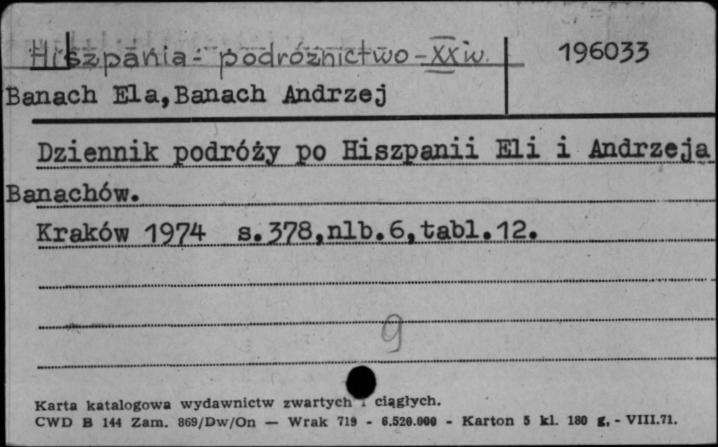 Hiszpania - podróżnictwo - XX w. 196033
Banach Ela,Banach Andrzej
Dziennik podróży po Hiszpanii Eli i Andrzeja
Banachów.
Kraków 1974 s.378,nlb.6,tabl.12.
9
Karta katalogowa wydawnictw zwartych i ciągłych.
CWD B 144 Zam. 869/Dw/On — Wrak 719 - 6.520.000 - Karton 5 kl. 180 g, - VIII.71.